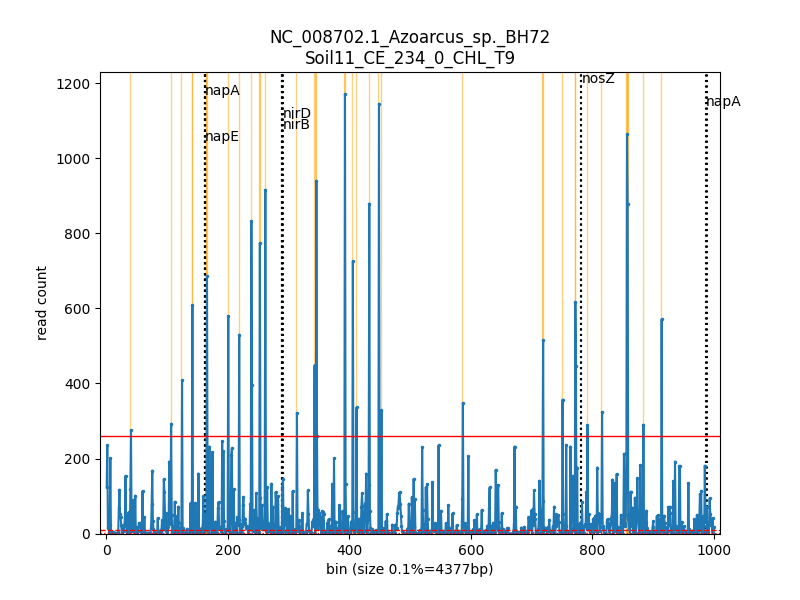 NC_008702.1_Azoarcus_sp._BH72
Soil11_CE_234_0_CHL_T9
read count
1200
1000
800
600
400
200
0
nosZ
napA
napA
nirD
nirB
napE
0
200
400
600
800
1000
bin (size 0.1%=4377bp)